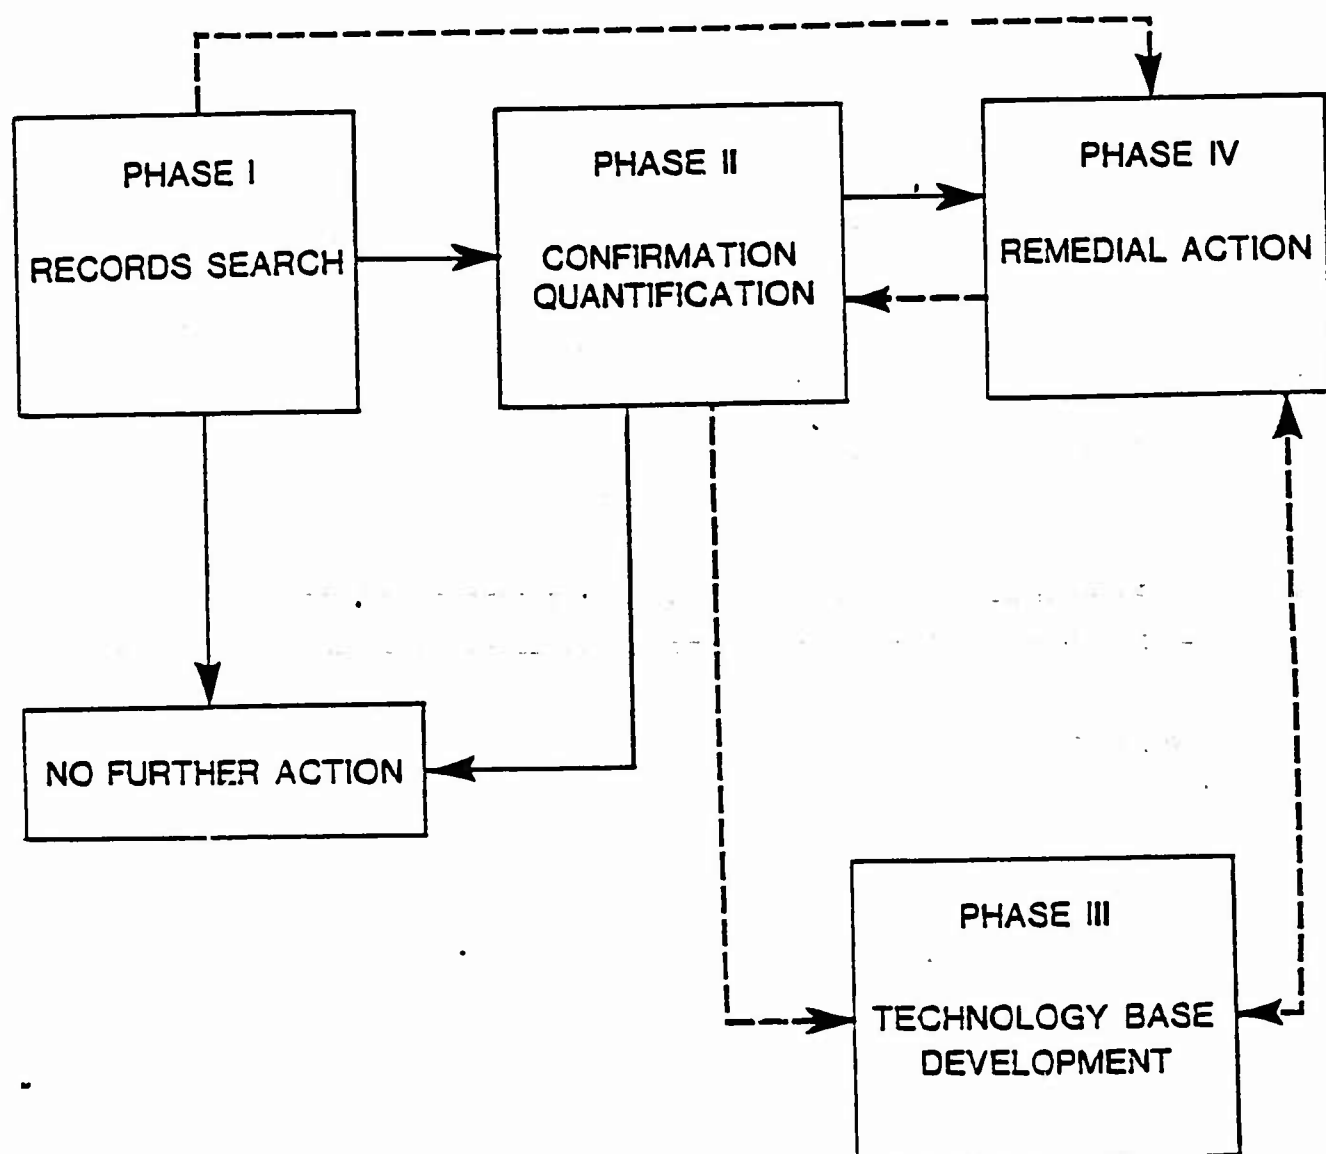 PHASE I
RECORDS SEARCH
PHASE II
CONFIRMATION
QUANTIFICATION
PHASE IV
REMEDIAL ACTION
NO FURTHER ACTION
PHASE III
TECHNOLOGY BASE
DEVELOPMENT